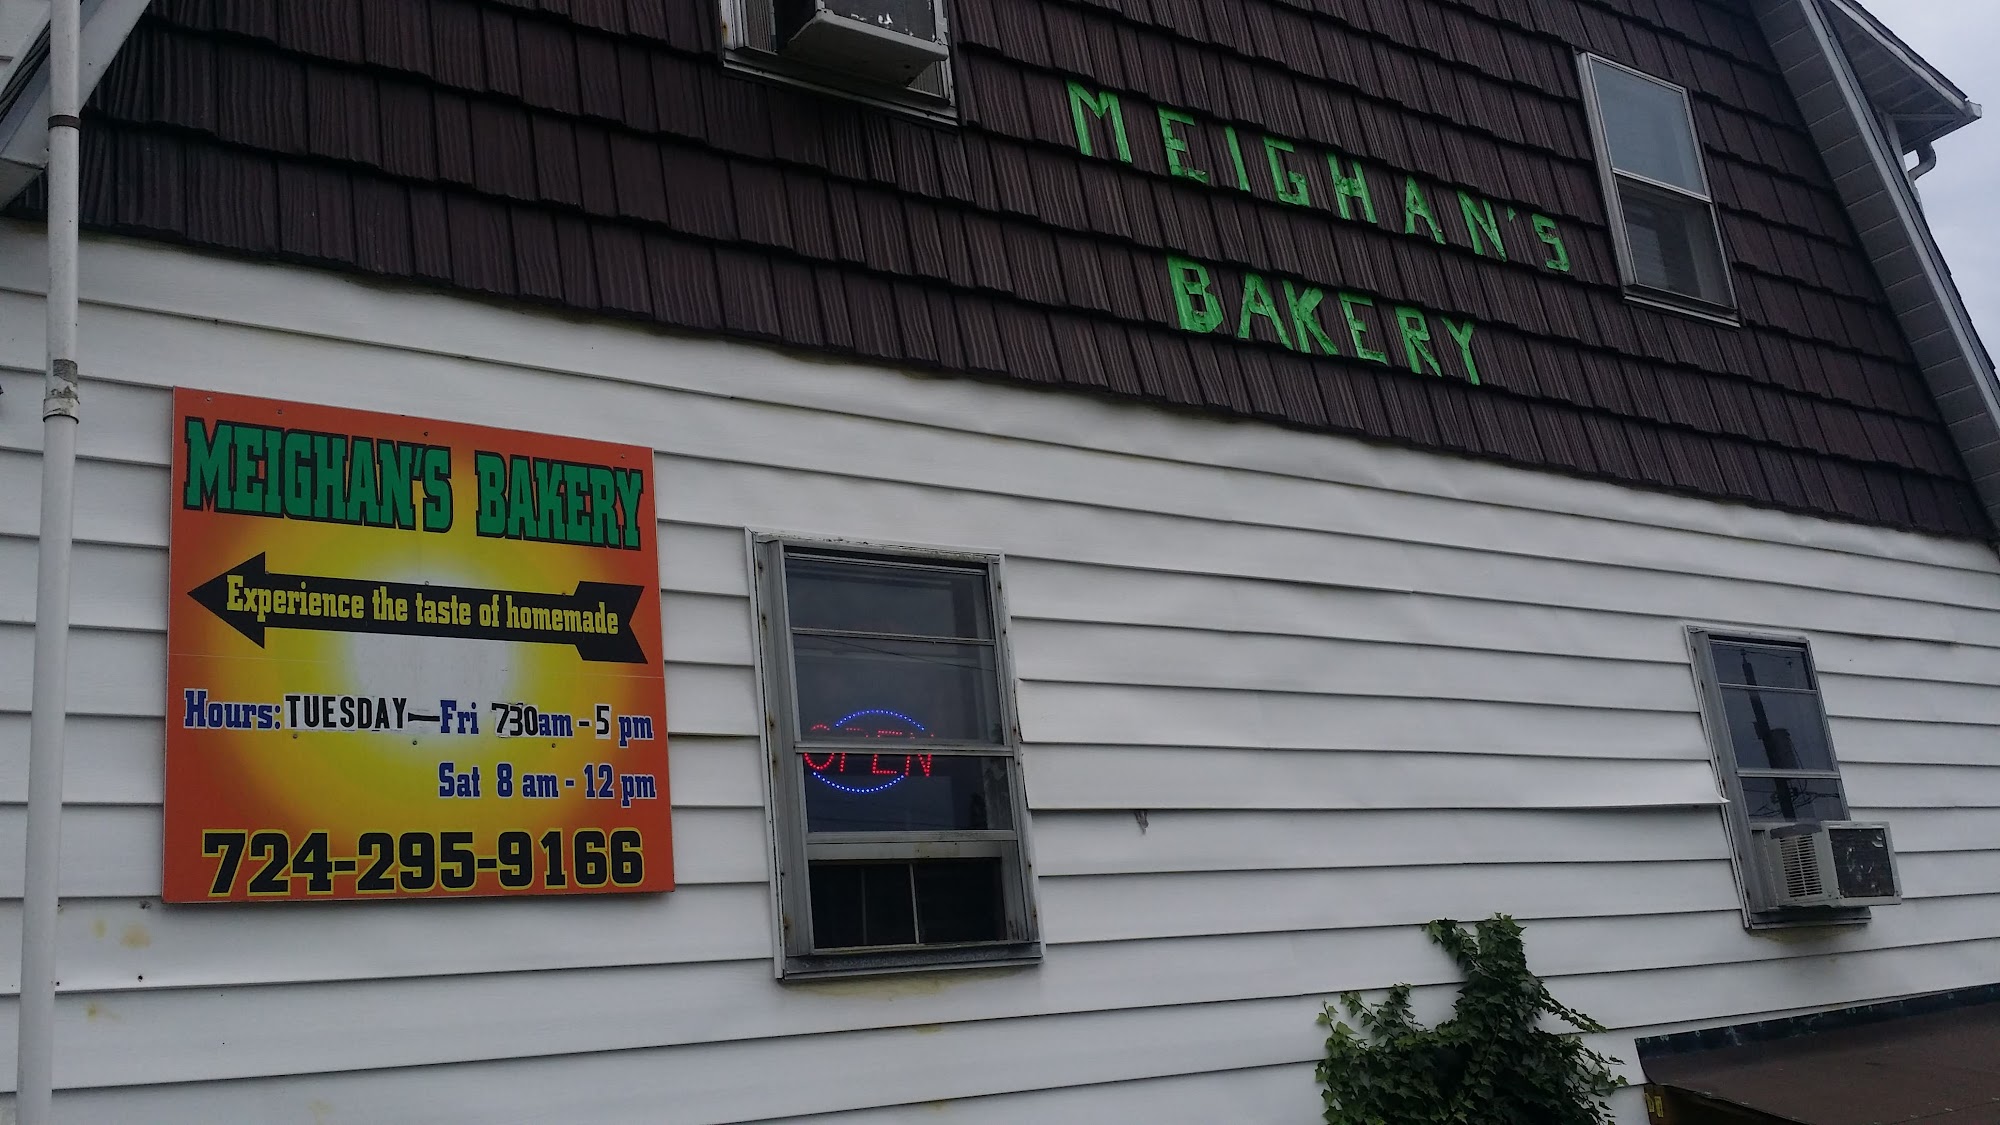 MEIGHAN'S
BAKERY
MEIGHAN'S BAKERY
Experience the taste of homemade
Hours: TUESDAY—Fri 730am - 5 pm
Sat 8 am - 12 pm
724-295-9166
OPEN